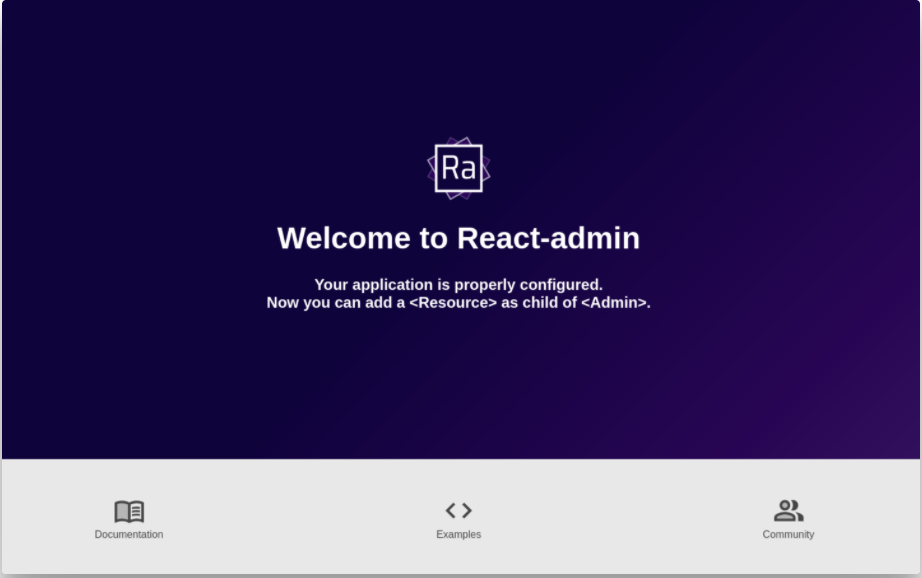 Ra
Welcome to React-admin
Your application is properly configured.
Now you can add a <Resource> as child of <Admin>.
Documentation
Examples
Community